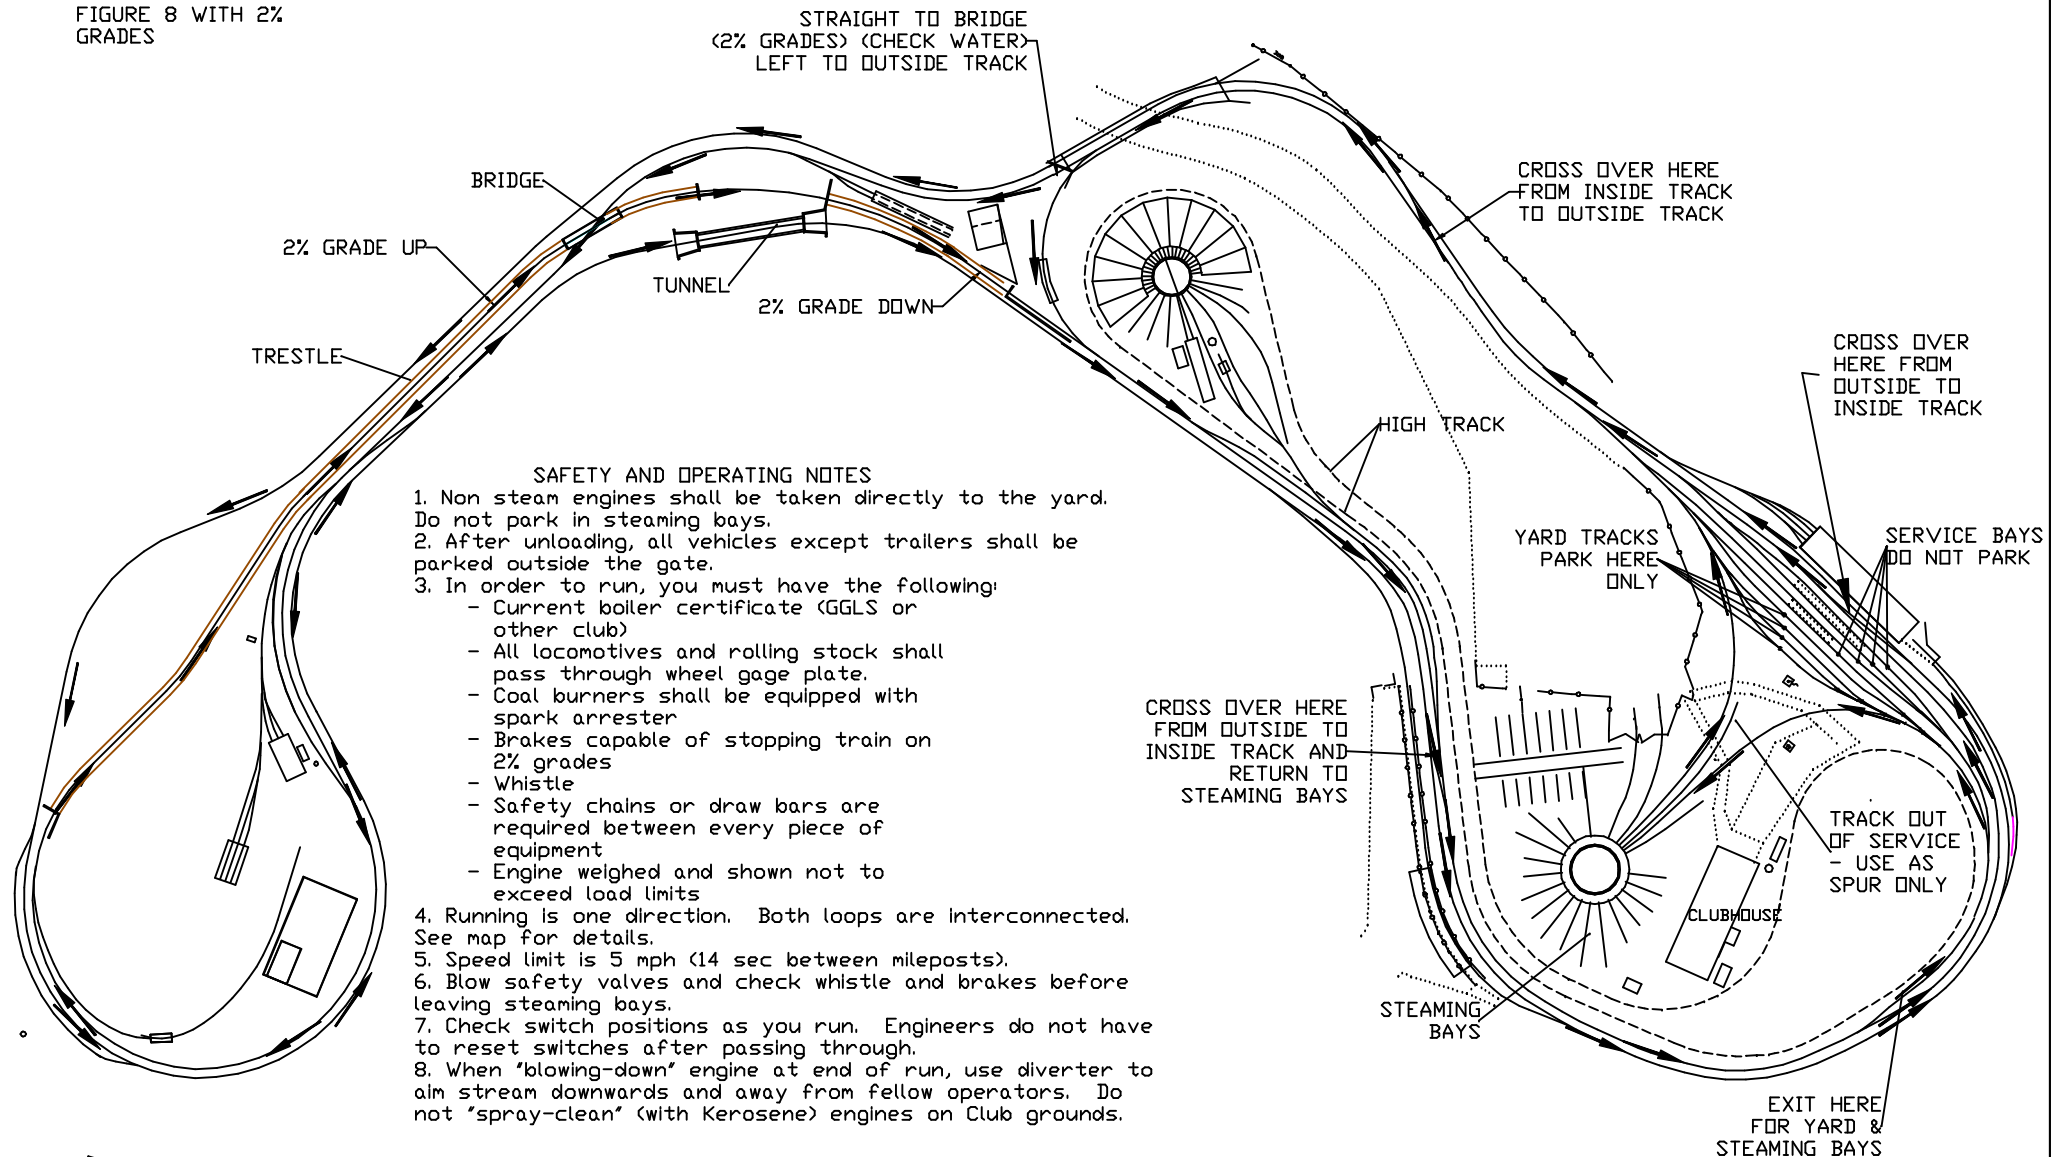 FIGURE 8 WITH 2%
GRADES
STRAIGHT TO BRIDGE
(2% GRADES) (CHECK WATER)
LEFT TO OUTSIDE TRACK
BRIDGE
2% GRADE UP
TUNNEL
2% GRADE DOWN
TRESTLE
CROSS OVER HERE
FROM INSIDE TRACK
TO OUTSIDE TRACK
CROSS OVER
HERE FROM
OUTSIDE TO
INSIDE TRACK
HIGH TRACK
YARD TRACKS
PARK HERE
ONLY
SERVICE BAYS
DO NOT PARK
SAFETY AND OPERATING NOTES
1. Non steam engines shall be taken directly to the yard.
Do not park in steaming bays.
2. After unloading, all vehicles except trailers shall be
parked outside the gate.
3. In order to run, you must have the following:
- Current boiler certificate (GGLS or
other club)
- All locomotives and rolling stock shall
pass through wheel gage plate.
- Coal burners shall be equipped with
spark arrester
- Brakes capable of stopping train on
2% grades
- Whistle
- Safety chains or draw bars are
required between every piece of
equipment
- Engine weighed and shown not to
exceed load limits
4. Running is one direction. Both loops are interconnected.
See map for details.
5. Speed limit is 5 mph (14 sec between mileposts).
6. Blow safety valves and check whistle and brakes before
leaving steaming bays.
7. Check switch positions as you run. Engineers do not have
to reset switches after passing through.
8. When "blowing-down" engine at end of run, use diverter to
aim stream downwards and away from fellow operators. Do
not "spray-clean" (with Kerosene) engines on Club grounds.
CROSS OVER HERE
FROM OUTSIDE TO
INSIDE TRACK AND
RETURN TO
STEAMING BAYS
TRACK OUT
OF SERVICE
- USE AS
SPUR ONLY
CLUBHOUSE
STEAMING
BAYS
EXIT HERE
FOR YARD &
STEAMING BAYS